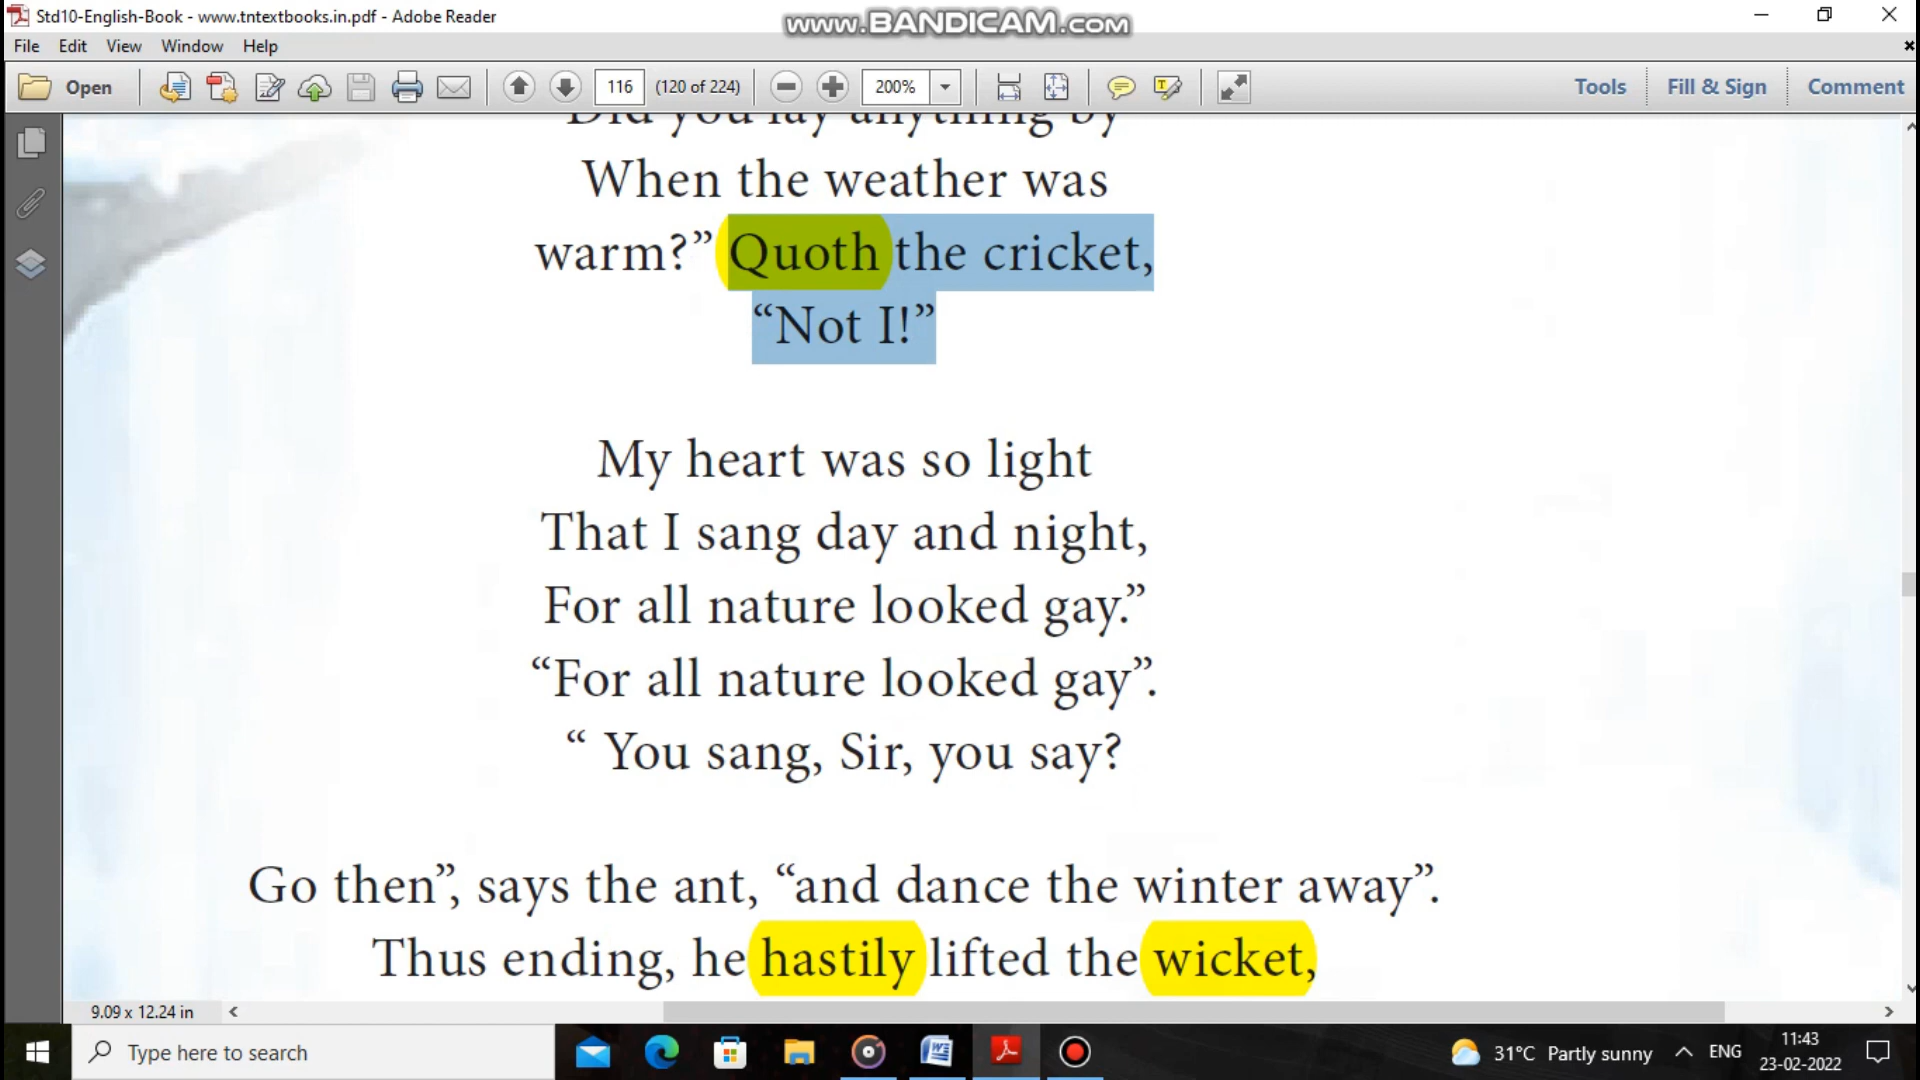 Std10-English-Book - www.tntextbooks.in.pdf - Adobe Reader
www.BANDICAM.com
File Edit View Window Help
Open 116 (120 of 224) 200% Tools Fill & Sign Comment
Did you lay anything by
When the weather was
warm?” Quoth the cricket,
“Not I!”
My heart was so light
That I sang day and night,
For all nature looked gay.”
“For all nature looked gay”.
“ You sang, Sir, you say?
Go then”, says the ant, “and dance the winter away”.
Thus ending, he hastily lifted the wicket,
9.09 x 12.24 in
Type here to search
31°C Partly sunny
ENG
11:43
23-02-2022